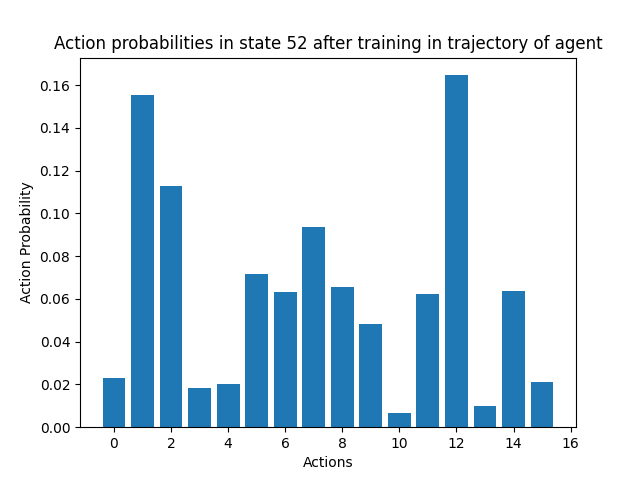 Action probabilities in state 52 after training in trajectory of agent
0.16
0.14
0.12
0.10
0.08
0.06
0.04
0.02
0.00
Action Probability
0 2 4 6 8 10 12 14 16
Actions